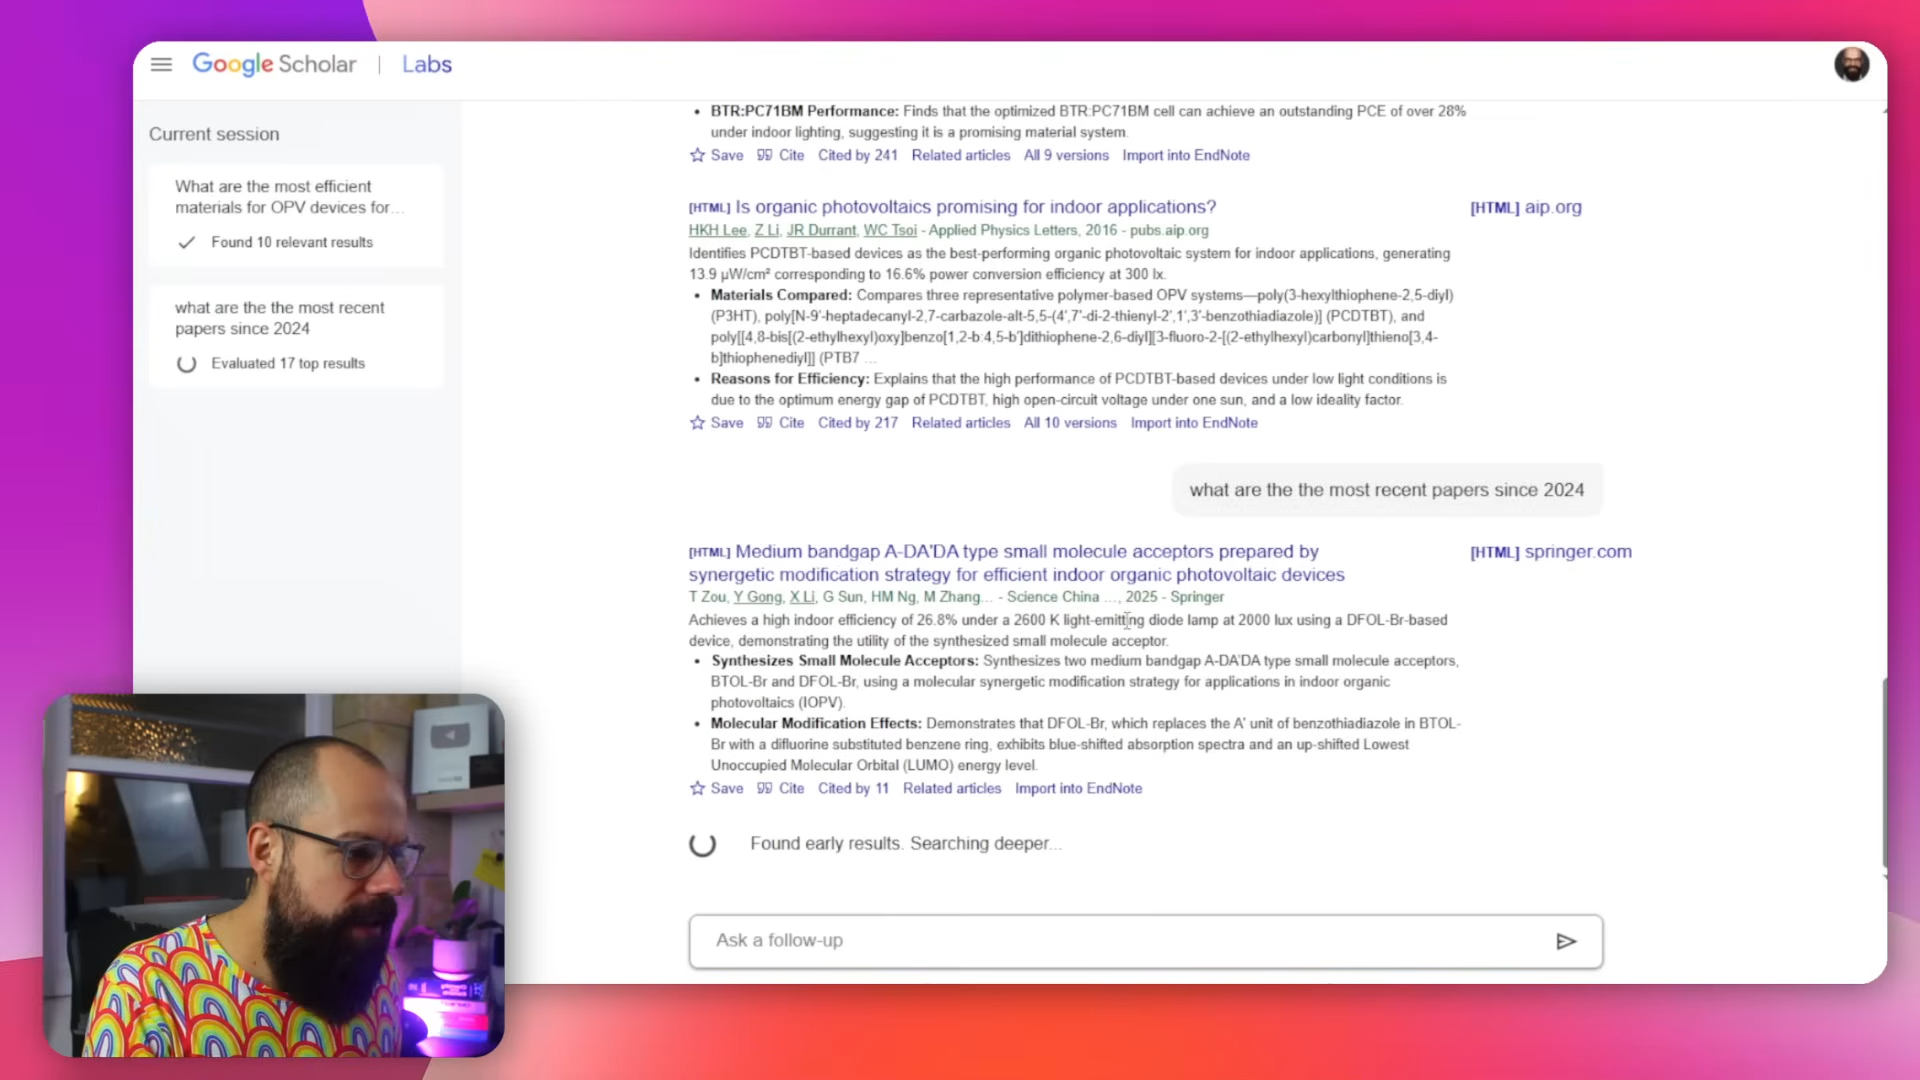 Google Scholar | Labs
Current session
What are the most efficient
materials for OPV devices for...
Found 10 relevant results
what are the the most recent
papers since 2024
Evaluated 17 top results
BTR:PC71BM Performance: Finds that the optimized BTR:PC71BM cell can achieve an outstanding PCE of over 28%
under indoor lighting, suggesting it is a promising material system.
Save Cite Cited by 241 Related articles All 9 versions Import into EndNote
[HTML] Is organic photovoltaics promising for indoor applications?
[HTML] aip.org
HKH Lee, Z Li, JR Durrant, WC Tsoi - Applied Physics Letters, 2016 - pubs.aip.org
Identifies PCDTBT-based devices as the best-performing organic photovoltaic system for indoor applications, generating
13.9 µW/cm² corresponding to 16.6% power conversion efficiency at 300 lx.
Materials Compared: Compares three representative polymer-based OPV systems—poly(3-hexylthiophene-2,5-diyl)
(P3HT), poly[N-9′-heptadecanyl-2,7-carbazole-alt-5,5-(4′,7′-di-2-thienyl-2′,1′,3′-benzothiadiazole)] (PCDTBT), and
poly[[4,8-bis[(2-ethylhexyl)oxy]benzo[1,2-b:4,5-b′]dithiophene-2,6-diyl][3-fluoro-2-[(2-ethylhexyl)carbonyl]thieno[3,4-
b]thiophenediyl]] (PTB7 ...
Reasons for Efficiency: Explains that the high performance of PCDTBT-based devices under low light conditions is
due to the optimum energy gap of PCDTBT, high open-circuit voltage under one sun, and a low ideality factor.
Save Cite Cited by 217 Related articles All 10 versions Import into EndNote
what are the the most recent papers since 2024
[HTML] Medium bandgap A-DA'DA type small molecule acceptors prepared by
synergetic modification strategy for efficient indoor organic photovoltaic devices
[HTML] springer.com
T Zou, Y Gong, X Li, G Sun, HM Ng, M Zhang... - Science China ..., 2025 - Springer
Achieves a high indoor efficiency of 26.8% under a 2600 K light-emitting diode lamp at 2000 lux using a DFOL-Br-based
device, demonstrating the utility of the synthesized small molecule acceptor.
Synthesizes Small Molecule Acceptors: Synthesizes two medium bandgap A-DA'DA type small molecule acceptors,
BTOL-Br and DFOL-Br, using a molecular synergetic modification strategy for applications in indoor organic
photovoltaics (IOPV).
Molecular Modification Effects: Demonstrates that DFOL-Br, which replaces the A' unit of benzothiadiazole in BTOL-
Br with a difluorine substituted benzene ring, exhibits blue-shifted absorption spectra and an up-shifted Lowest
Unoccupied Molecular Orbital (LUMO) energy level.
Save Cite Cited by 11 Related articles Import into EndNote
Found early results. Searching deeper...
Ask a follow-up